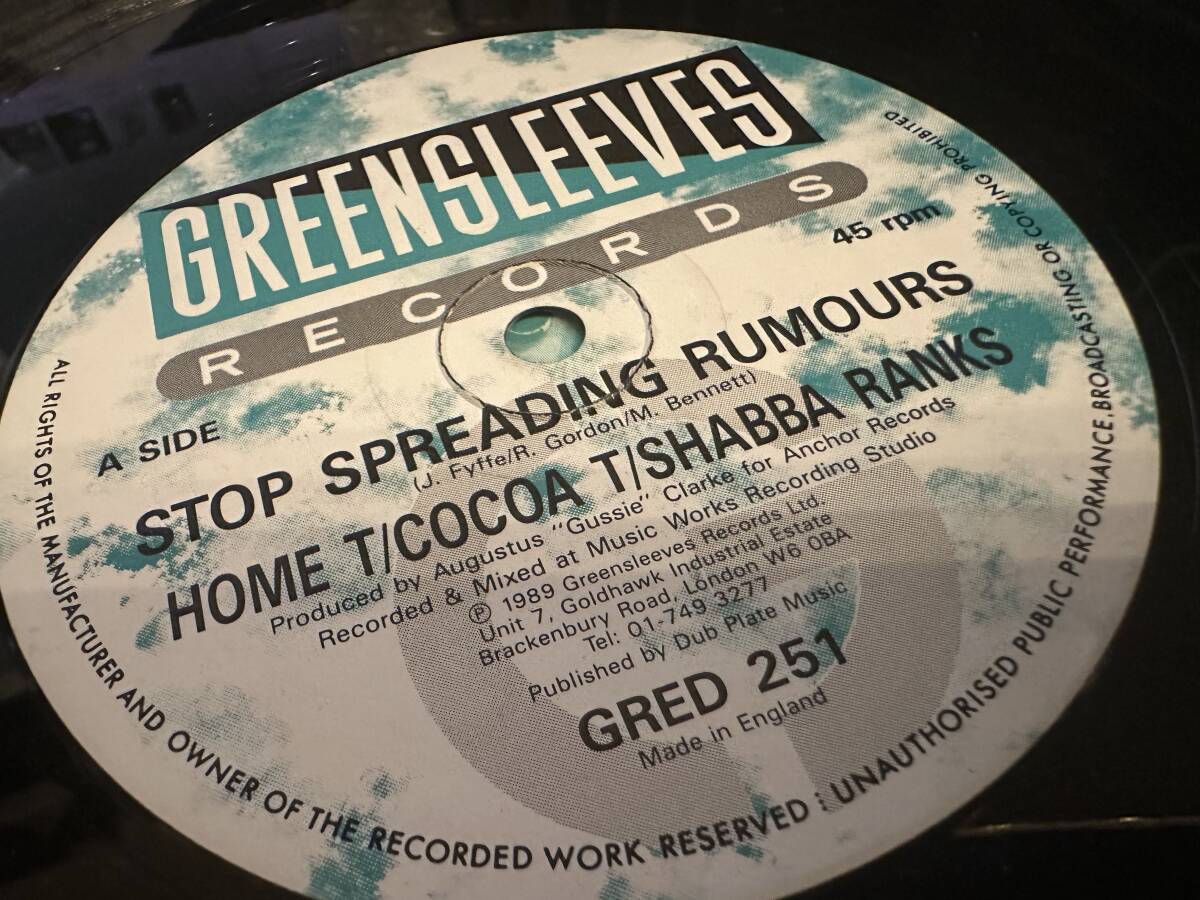 GREENSLEEVES
RECORDS
45 rpm
A SIDE
STOP SPREADING RUMOURS
(J. Fyffe/R. Gordon/M. Bennett)
HOME T/COCOA T/SHABBA RANKS
Produced by Augustus "Gussie" Clarke for Anchor Records
Recorded & Mixed at Music Works Recording Studio
℗ 1989 Greensleeves Records Ltd.
Unit 7, Goldhawk Industrial Estate
Brackenbury Road, London W6 0BA
Tel: 01-749 3277
Published by Dub Plate Music
GRED 251
Made in England
ALL RIGHTS OF THE MANUFACTURER AND OWNER OF THE RECORDED WORK RESERVED : UNAUTHORISED PUBLIC PERFORMANCE. BROADCASTING OR COPYING PROHIBITED